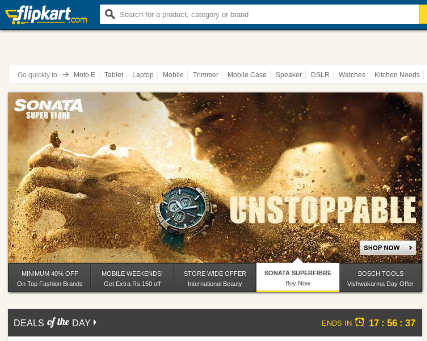 flipkart.com
Search for a product, category or brand
Go quickly to → Moto E Tablet Laptop Mobile Trimmer Mobile Case Speaker DSLR Watches Kitchen Needs
SONATA
SUPER FIBRE
UNSTOPPABLE
SHOP NOW
MINIMUM 40% OFF
On Top Fashion Brands
MOBILE WEEKENDS!
Get Extra Rs.150 off
STORE WIDE OFFER
International Beauty
SONATA SUPERFIBRE
Buy Now
BOSCH TOOLS
Vishwakarma Day Offer
DEALS of the DAY
ENDS IN 17 : 56 : 37